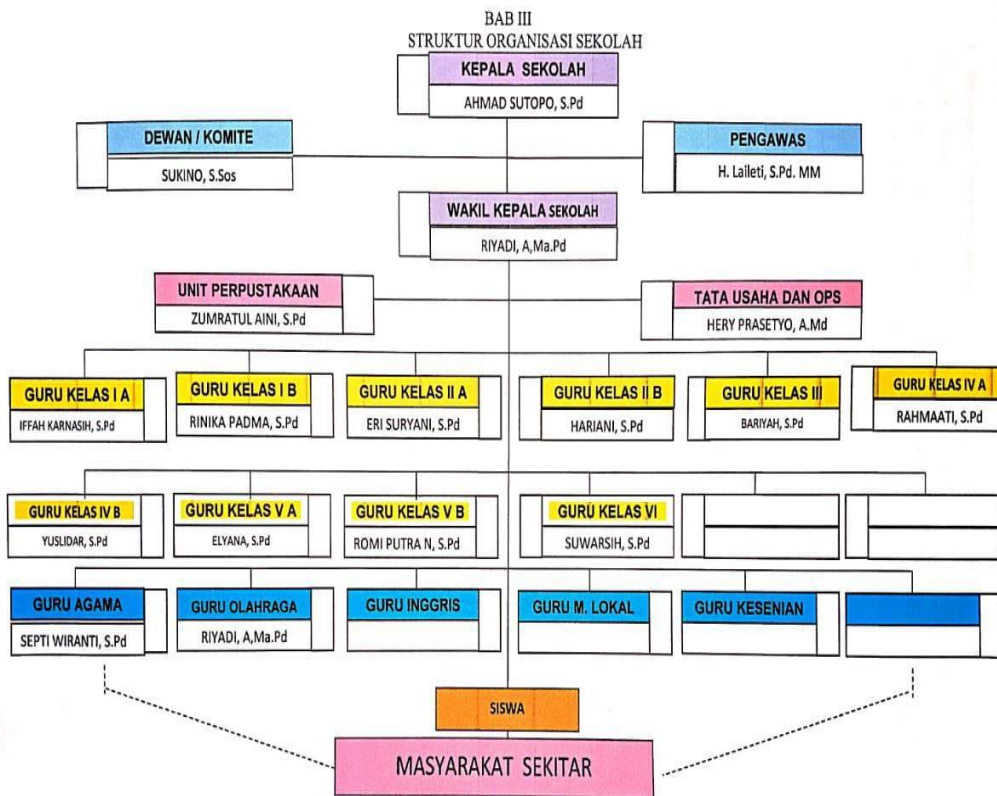 BAB III
STRUKTUR ORGANISASI SEKOLAH
KEPALA SEKOLAH
AHMAD SUTOPO, S.Pd
DEWAN / KOMITE
SUKINO, S.Sos
PENGAWAS
H. Laileti, S.Pd. MM
WAKIL KEPALA SEKOLAH
RIYADI, A,Ma.Pd
UNIT PERPUSTAKAAN
ZUMRATUL AINI, S.Pd
TATA USAHA DAN OPS
HERY PRASETYO, A.Md
GURU KELAS I A
IFFAH KARNASIH, S.Pd
GURU KELAS I B
RINIKA PADMA, S.Pd
GURU KELAS II A
ERI SURYANI, S.Pd
GURU KELAS II B
HARIANI, S.Pd
GURU KELAS III
BARIYAH, S.Pd
GURU KELAS IV A
RAHMAATI, S.Pd
GURU KELAS IV B
YUSLIDAR, S.Pd
GURU KELAS V A
ELYANA, S.Pd
GURU KELAS V B
ROMI PUTRA N, S.Pd
GURU KELAS VI
SUWARSIH, S.Pd
GURU AGAMA
SEPTI WIRANTI, S.Pd
GURU OLAHRAGA
RIYADI, A,Ma.Pd
GURU INGGRIS
GURU M. LOKAL
GURU KESENIAN
SISWA
MASYARAKAT SEKITAR